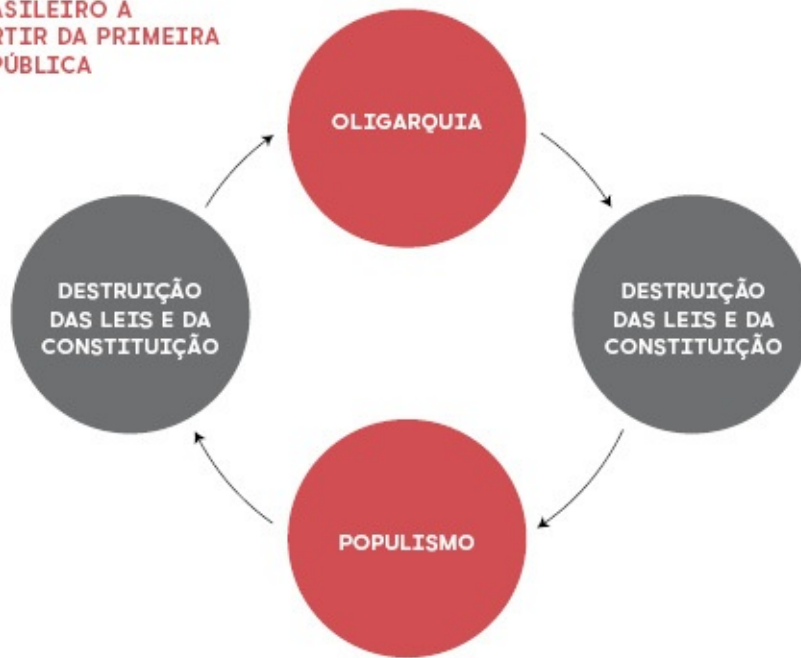 ASILEIRO A
RTIR DA PRIMEIRA
PÚBLICA
OLIGARQUIA
DESTRUIÇÃO
DAS LEIS E DA
CONSTITUIÇÃO
DESTRUIÇÃO
DAS LEIS E DA
CONSTITUIÇÃO
POPULISMO